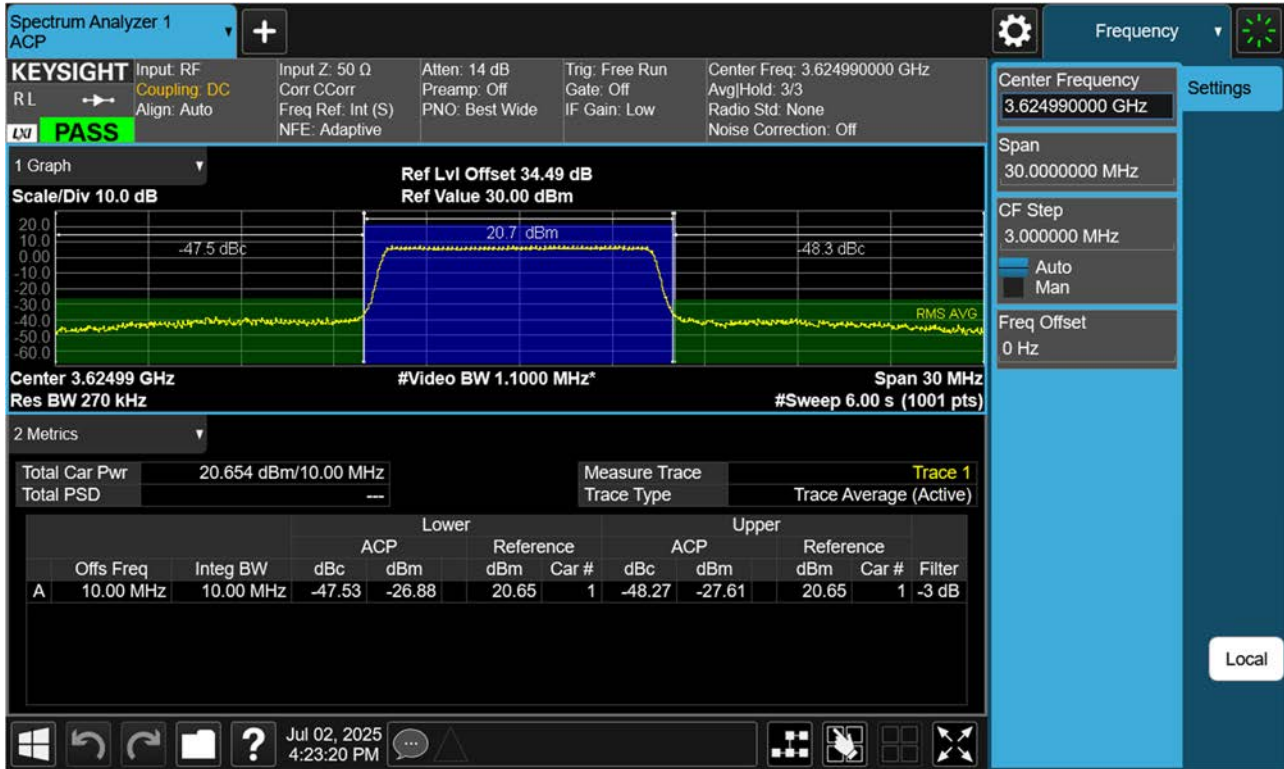 Spectrum Analyzer 1
ACP
Frequency
KEYSIGHT
RL
LXI
PASS
Input: RF
Coupling: DC
Align: Auto
Input Z: 50 Ω
Corr CCorr
Freq Ref: Int (S)
NFE: Adaptive
Atten: 14 dB
Preamp: Off
PNO: Best Wide
Trig: Free Run
Gate: Off
IF Gain: Low
Center Freq: 3.624990000 GHz
Avg|Hold: 3/3
Radio Std: None
Noise Correction: Off
Center Frequency
3.624990000 GHz
Settings
Span
30.0000000 MHz
CF Step
3.000000 MHz
Auto
Man
Freq Offset
0 Hz
Local
1 Graph
Scale/Div 10.0 dB
Ref Lvl Offset 34.49 dB
Ref Value 30.00 dBm
20.0
10.0
0.00
-10.0
-20.0
-30.0
-40.0
-50.0
-60.0
-47.5 dBc
20.7 dBm
-48.3 dBc
RMS AVG
Center 3.62499 GHz
Res BW 270 kHz
#Video BW 1.1000 MHz*
Span 30 MHz
#Sweep 6.00 s (1001 pts)
2 Metrics
Total Car Pwr 20.654 dBm/10.00 MHz
Total PSD ---
Measure Trace Trace 1
Trace Type Trace Average (Active)
Lower Upper
ACP Reference ACP Reference
Offs Freq Integ BW dBc dBm dBm Car # dBc dBm dBm Car # Filter
A 10.00 MHz 10.00 MHz -47.53 -26.88 20.65 1 -48.27 -27.61 20.65 1 -3 dB
?
Jul 02, 2025
4:23:20 PM